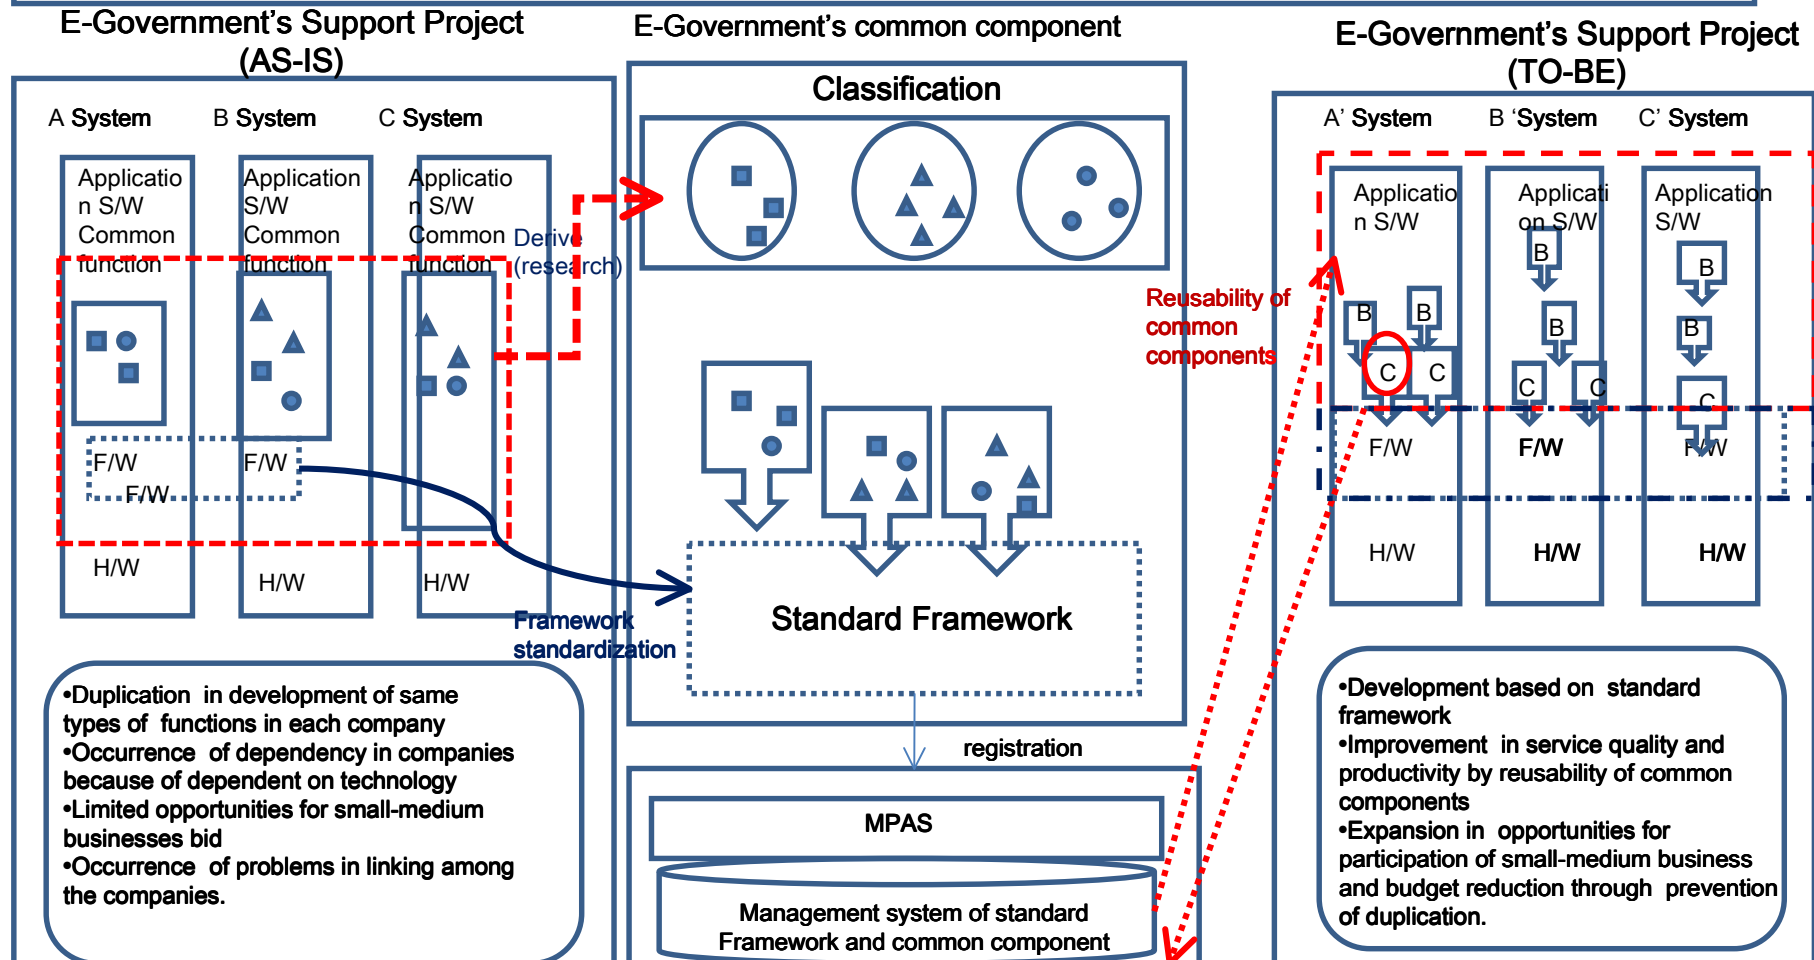 E-Government's Support Project
(AS-IS)
A System
B System
C System
Applicatio
n S/W
Common
function
Application
S/W
Common
function
Applicatio
n S/W
Common
function
Derive
(research)
F/W
F/W
F/W
H/W
H/W
H/W
Framework
standardization
•Duplication in development of same
types of functions in each company
•Occurrence of dependency in companies
because of dependent on technology
•Limited opportunities for small-medium
businesses bid
•Occurrence of problems in linking among
the companies.
E-Government's common component
Classification
Standard Framework
registration
MPAS
Management system of standard
Framework and common component
Reusability of
common
components
E-Government's Support Project
(TO-BE)
A' System
B 'System
C' System
Applicatio
n S/W
Applicati
on S/W
Application
S/W
B
B
C
C
B
B
C
C
B
B
C
F/W
F/W
F/W
H/W
H/W
H/W
•Development based on standard
framework
•Improvement in service quality and
productivity by reusability of common
components
•Expansion in opportunities for
participation of small-medium business
and budget reduction through prevention
of duplication.